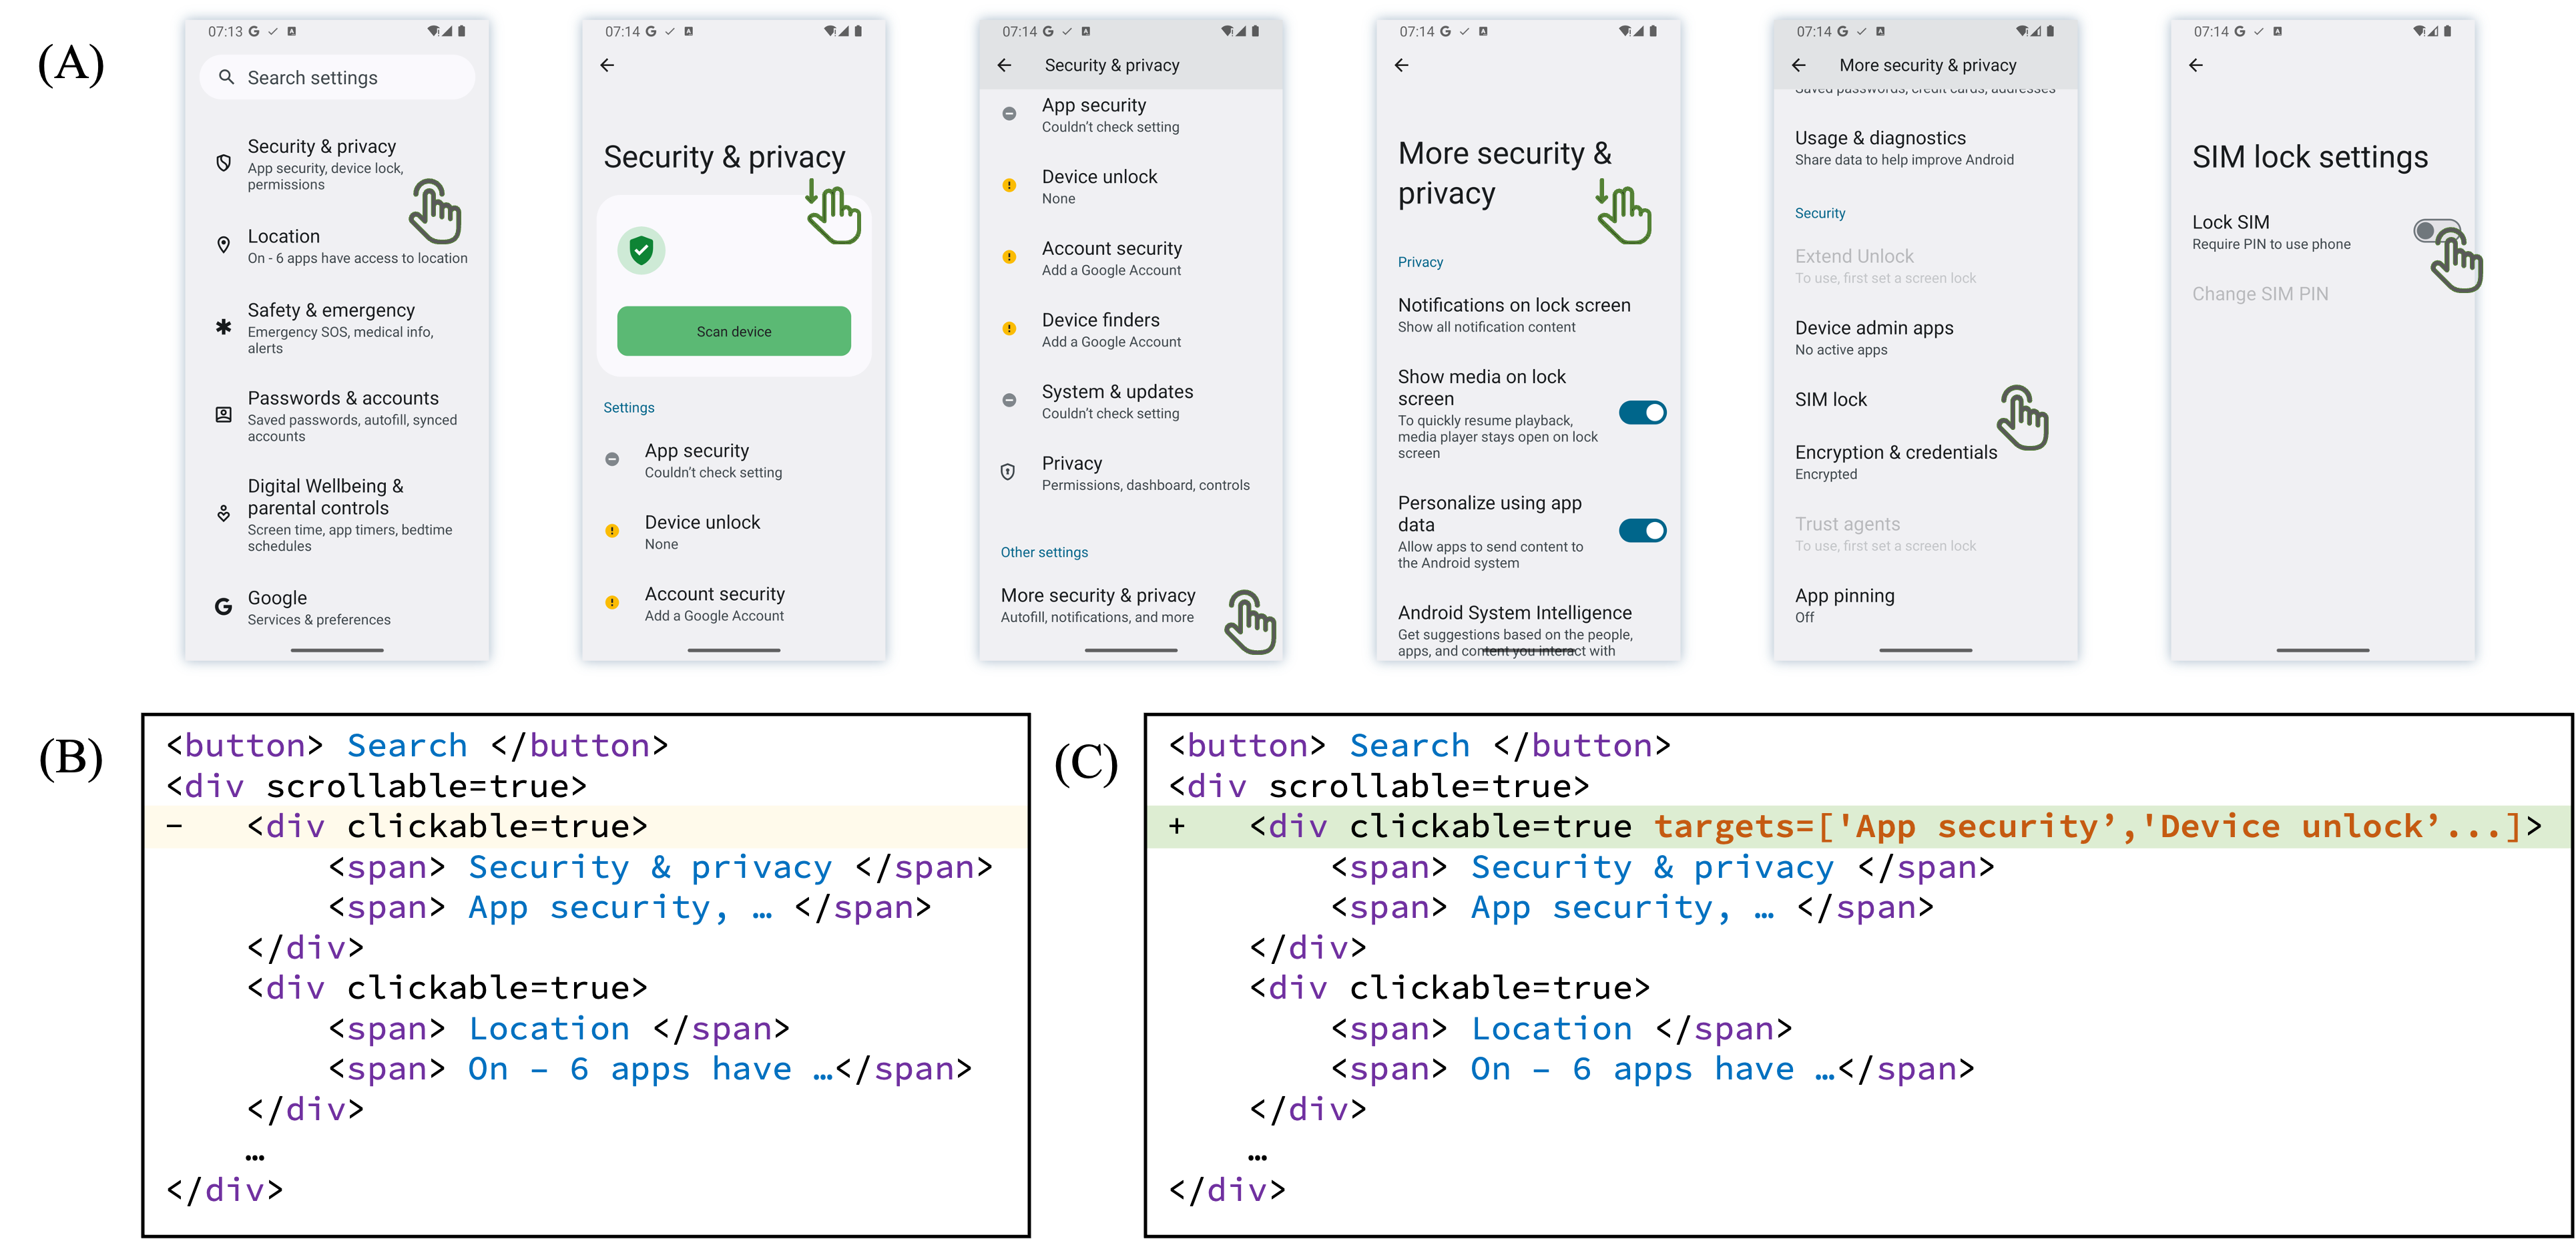 (A)
07:13 G
Search settings
Security & privacy
App security, device lock,
permissions
Location
On - 6 apps have access to location
Safety & emergency
Emergency SOS, medical info,
alerts
Passwords & accounts
Saved passwords, autofill, synced
accounts
Digital Wellbeing &
parental controls
Screen time, app timers, bedtime
schedules
Google
Services & preferences
07:14 G
Security & privacy
Scan device
Settings
App security
Couldn't check setting
Device unlock
None
Account security
Add a Google Account
07:14 G
Security & privacy
App security
Couldn't check setting
Device unlock
None
Account security
Add a Google Account
Device finders
Add a Google Account
System & updates
Couldn't check setting
Privacy
Permissions, dashboard, controls
Other settings
More security & privacy
Autofill, notifications, and more
07:14 G
More security &
privacy
Privacy
Notifications on lock screen
Show all notification content
Show media on lock
screen
To quickly resume playback,
media player stays open on lock
screen
Personalize using app
data
Allow apps to send content to
the Android system
Android System Intelligence
Get suggestions based on the people,
apps, and content you interact with
07:14 G
More security & privacy
Saved passwords, credit cards, addresses
Usage & diagnostics
Share data to help improve Android
Security
Extend Unlock
To use, first set a screen lock
Device admin apps
No active apps
SIM lock
Encryption & credentials
Encrypted
Trust agents
To use, first set a screen lock
App pinning
Off
07:14 G
SIM lock settings
Lock SIM
Require PIN to use phone
Change SIM PIN
(B)
<button> Search </button>
<div scrollable=true>
- <div clickable=true>
<span> Security & privacy </span>
<span> App security, … </span>
</div>
<div clickable=true>
<span> Location </span>
<span> On – 6 apps have …</span>
</div>
…
</div>
(C)
<button> Search </button>
<div scrollable=true>
+ <div clickable=true targets=['App security’,'Device unlock’...]>
<span> Security & privacy </span>
<span> App security, … </span>
</div>
<div clickable=true>
<span> Location </span>
<span> On – 6 apps have …</span>
</div>
…
</div>